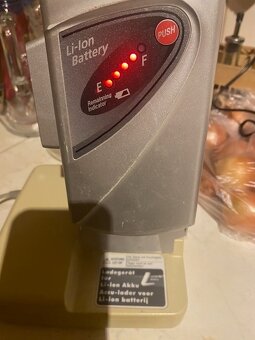 Li-Ion
Battery
PUSH
E
F
Remaining
Indicator
Ladegerät
für
Li-Ion Akku
Accu-lader voor
Li-ion batterij